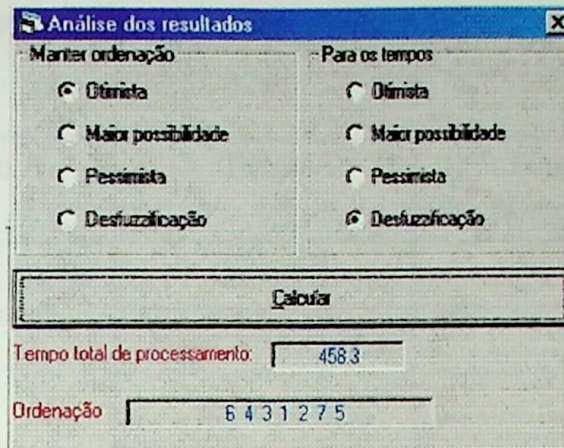 Análise dos resultados
Manter ordenação
Otimista
Maior possibilidade
Pessimista
Desfuzzificação
Para os tempos
Otimista
Maior possibilidade
Pessimista
Desfuzzificação
Calcular
Tempo total de processamento: 458.3
Ordenação 6 4 3 1 2 7 5